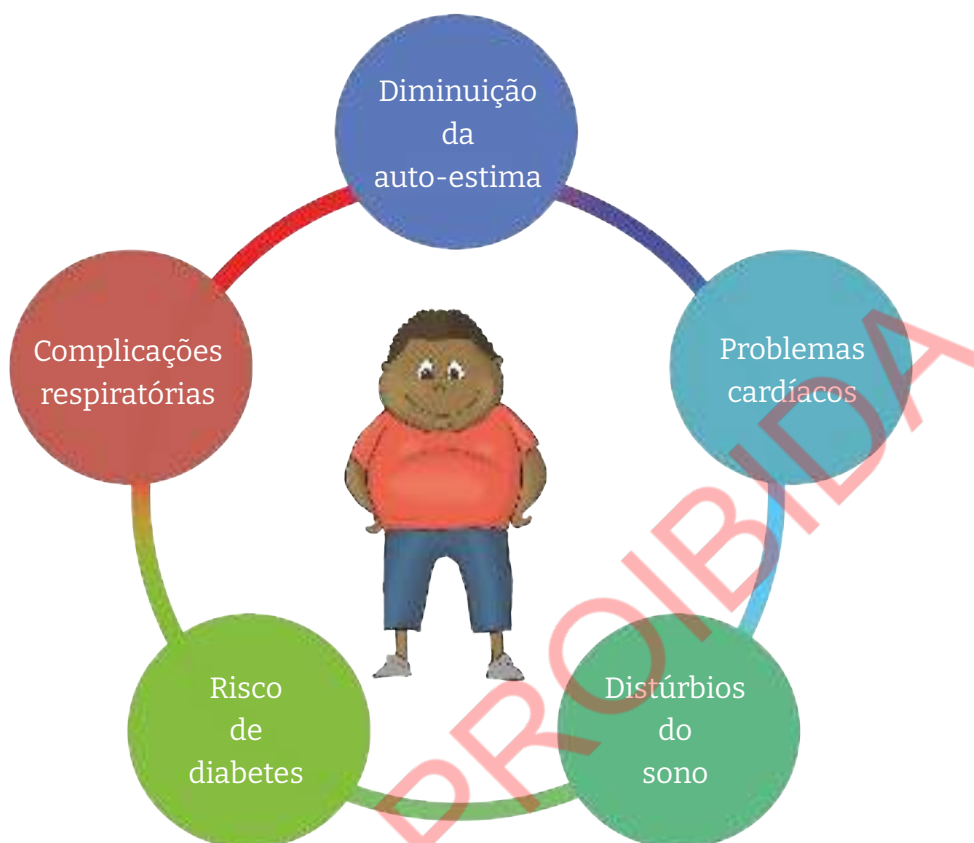 Diminuição
da
auto-estima
Complicações
respiratórias
Problemas
cardíacos
Risco
de
diabetes
Distúrbios
do
sono
PROIBIDA